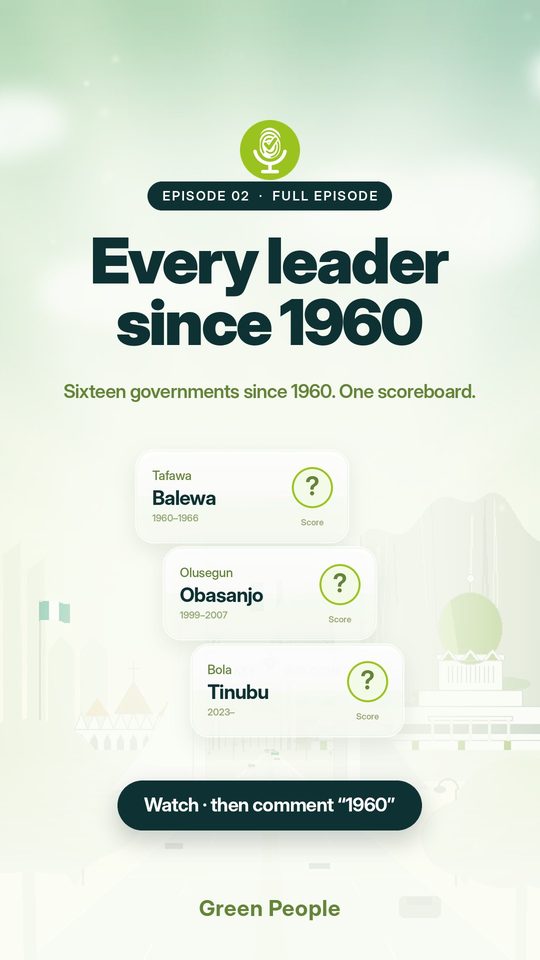 EPISODE 02 · FULL EPISODE
Every leader
since 1960
Sixteen governments since 1960. One scoreboard.
Tafawa
Balewa
1960–1966
?
Score
Olusegun
Obasanjo
1999–2007
?
Score
Bola
Tinubu
2023–
?
Score
Watch · then comment “1960”
Green People